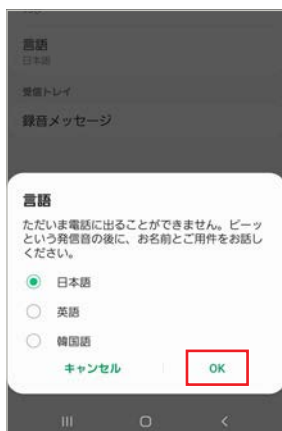 言語
日本語
受信トレイ
録音メッセージ
言語
ただいま電話に出ることができません。ピーッ
という発信音の後に、お名前とご用件をお話し
ください。
日本語
英語
韓国語
キャンセル
OK